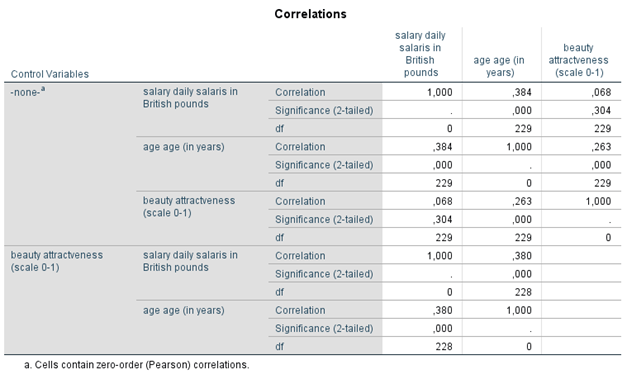 Correlations
salary daily salaris in British pounds age age (in years) beauty attractveness (scale 0-1)
Control Variables
-none-a salary daily salaris in British pounds Correlation 1,000 ,384 ,068
Significance (2-tailed) . ,000 ,304
df 0 229 229
age age (in years) Correlation ,384 1,000 ,263
Significance (2-tailed) ,000 . ,000
df 229 0 229
beauty attractveness (scale 0-1) Correlation ,068 ,263 1,000
Significance (2-tailed) ,304 ,000 .
df 229 229 0
beauty attractveness (scale 0-1) salary daily salaris in British pounds Correlation 1,000 ,380
Significance (2-tailed) . ,000
df 0 228
age age (in years) Correlation ,380 1,000
Significance (2-tailed) ,000 .
df 228 0
a. Cells contain zero-order (Pearson) correlations.